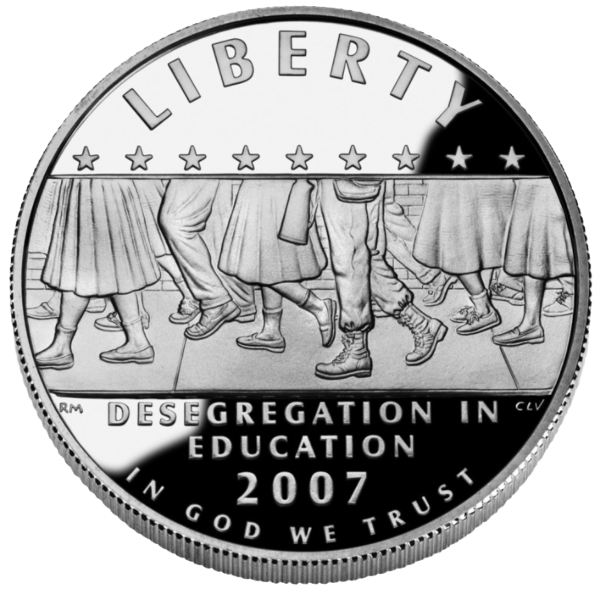 LIBERTY
RM
CLV
DESEGREGATION IN
EDUCATION
2007
IN GOD WE TRUST